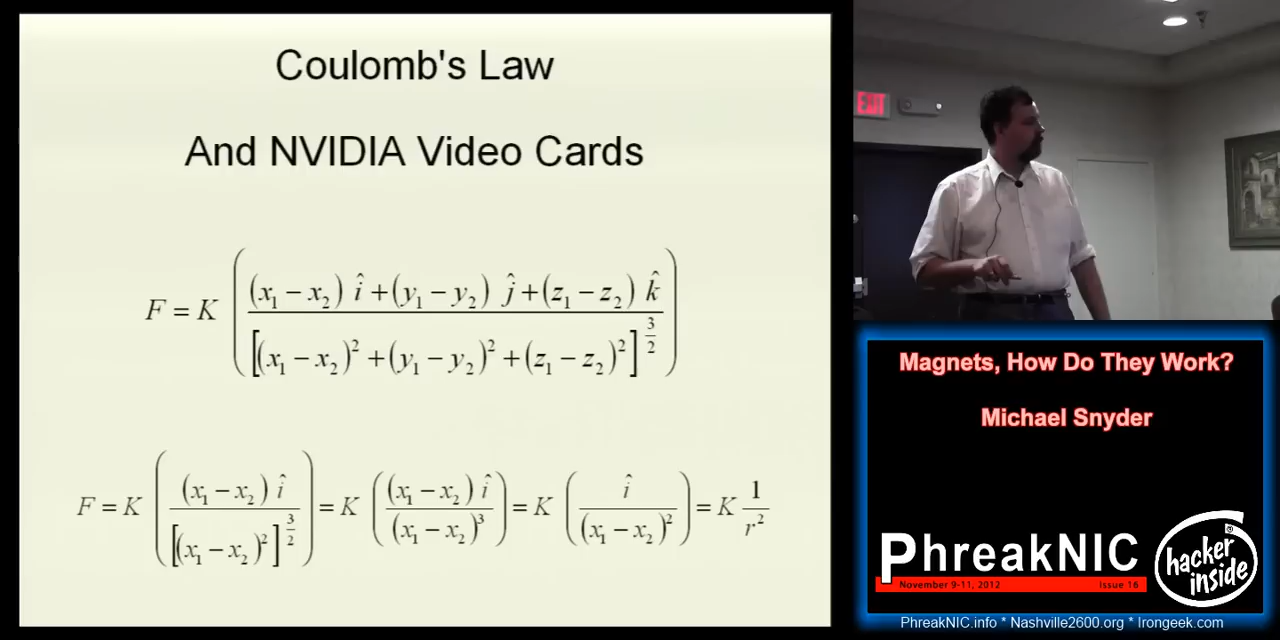 Coulomb's Law
And NVIDIA Video Cards
F = K ( (x₁ − x₂) î + (y₁ − y₂) ĵ + (z₁ − z₂) k̂ / [(x₁ − x₂)² + (y₁ − y₂)² + (z₁ − z₂)²]^(3/2) )
F = K ( (x₁ − x₂) î / [(x₁ − x₂)²]^(3/2) ) = K ( (x₁ − x₂) î / (x₁ − x₂)³ ) = K ( î / (x₁ − x₂)² ) = K 1 / r²
EXIT
Magnets, How Do They Work?
Michael Snyder
PhreakNIC
November 9-11, 2012 Issue 16
hacker
inside
PhreakNIC.info * Nashville2600.org * Irongeek.com